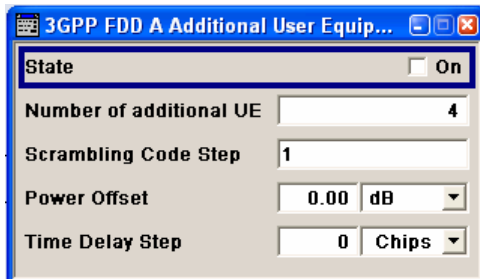 3GPP FDD A Additional User Equip...
State On
Number of additional UE 4
Scrambling Code Step 1
Power Offset 0.00 dB
Time Delay Step 0 Chips